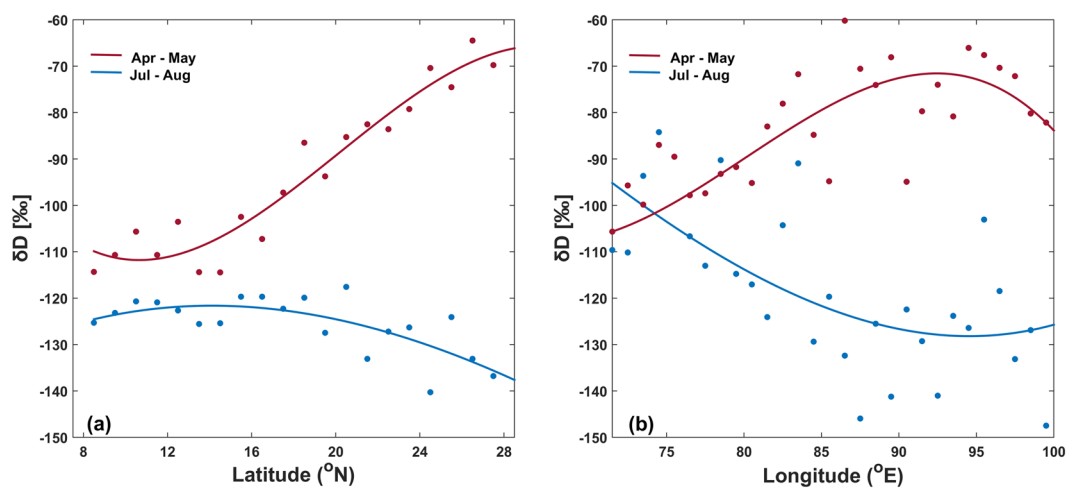 -60
-70
-80
-90
-100
-110
-120
-130
-140
-150
δD [‰]
Apr - May
Jul - Aug
(a)
8 12 16 20 24 28
Latitude (°N)
-60
-70
-80
-90
-100
-110
-120
-130
-140
-150
δD [‰]
Apr - May
Jul - Aug
(b)
75 80 85 90 95 100
Longitude (°E)